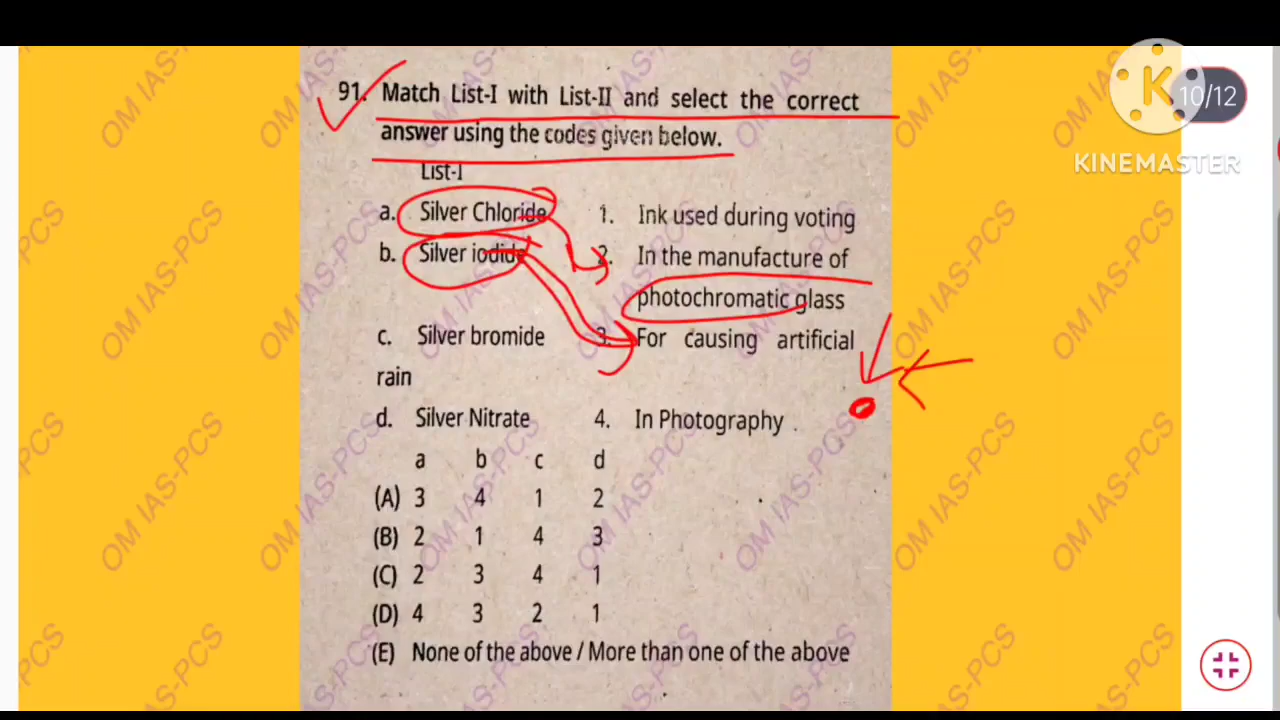 10/12
KINEMASTER
91. Match List-I with List-II and select the correct
answer using the codes given below.
List-I
a. Silver Chloride 1. Ink used during voting
b. Silver iodide 2. In the manufacture of
photochromatic glass
c. Silver bromide 3. For causing artificial
rain
d. Silver Nitrate 4. In Photography
a b c d
(A) 3 4 1 2
(B) 2 1 4 3
(C) 2 3 4 1
(D) 4 3 2 1
(E) None of the above / More than one of the above
OM IAS-PCS